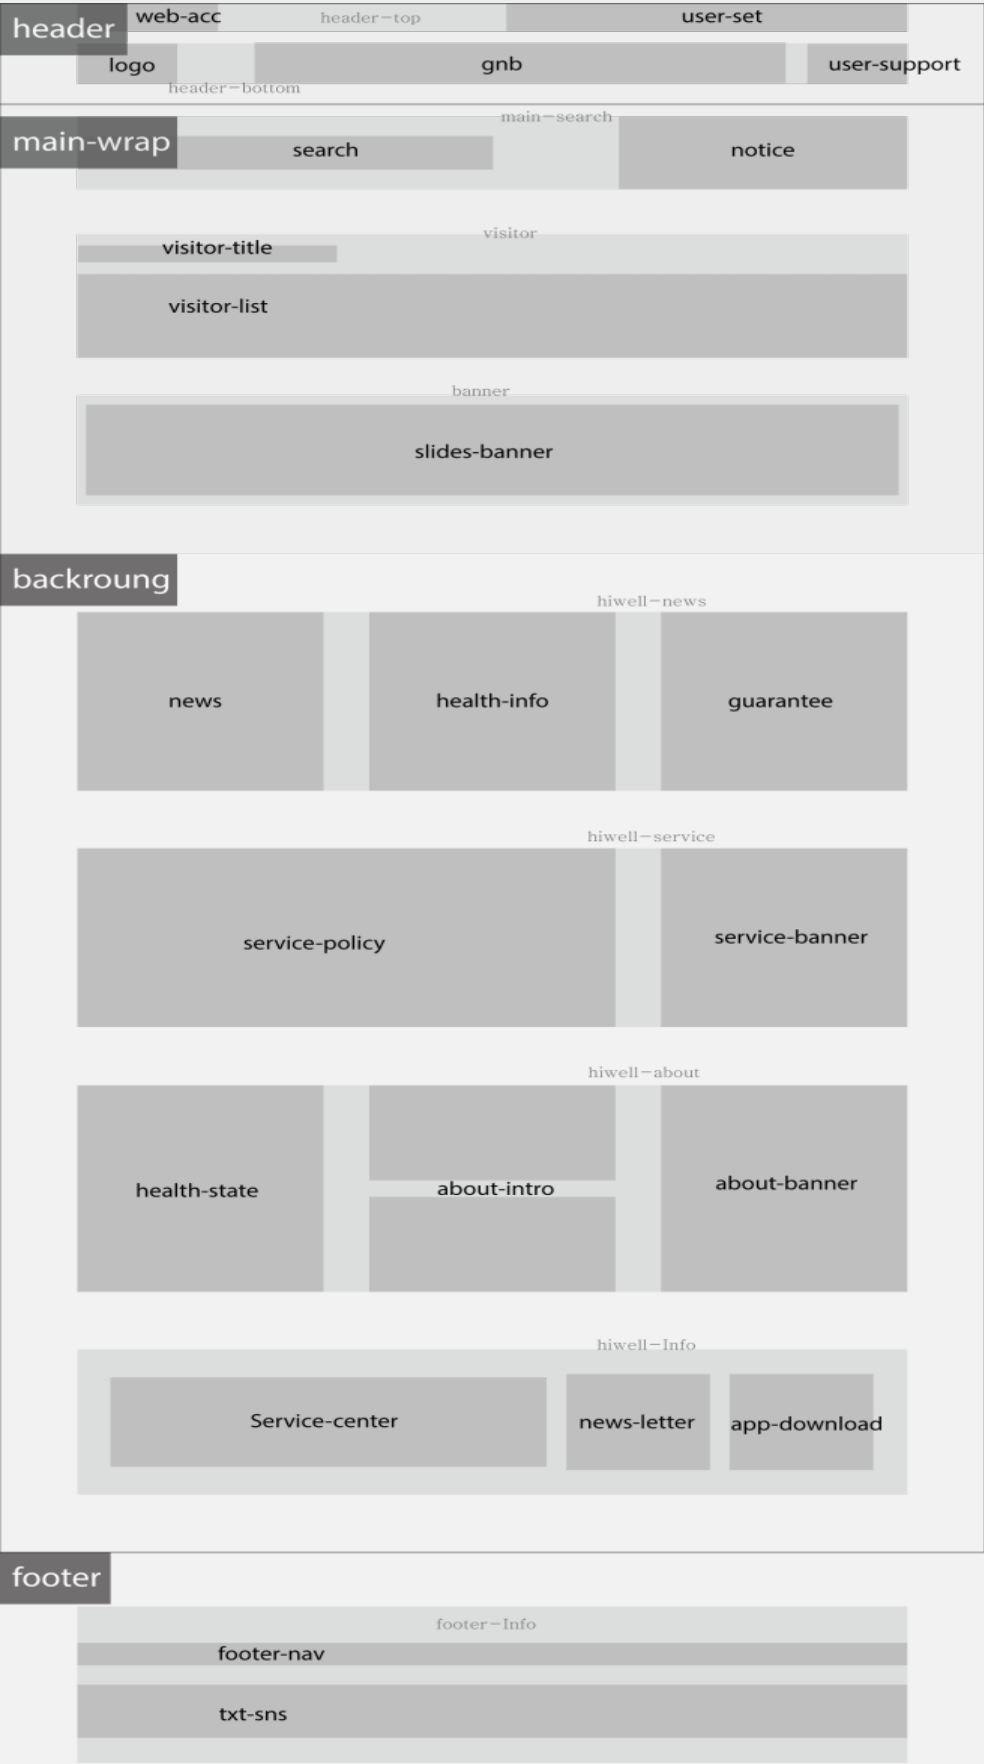 header
web-acc
header-top
user-set
logo
gnb
user-support
header-bottom
main-wrap
main-search
search
notice
visitor
visitor-title
visitor-list
banner
slides-banner
backroung
hiwell-news
news
health-info
guarantee
hiwell-service
service-policy
service-banner
hiwell-about
health-state
about-intro
about-banner
hiwell-Info
Service-center
news-letter
app-download
footer
footer-Info
footer-nav
txt-sns